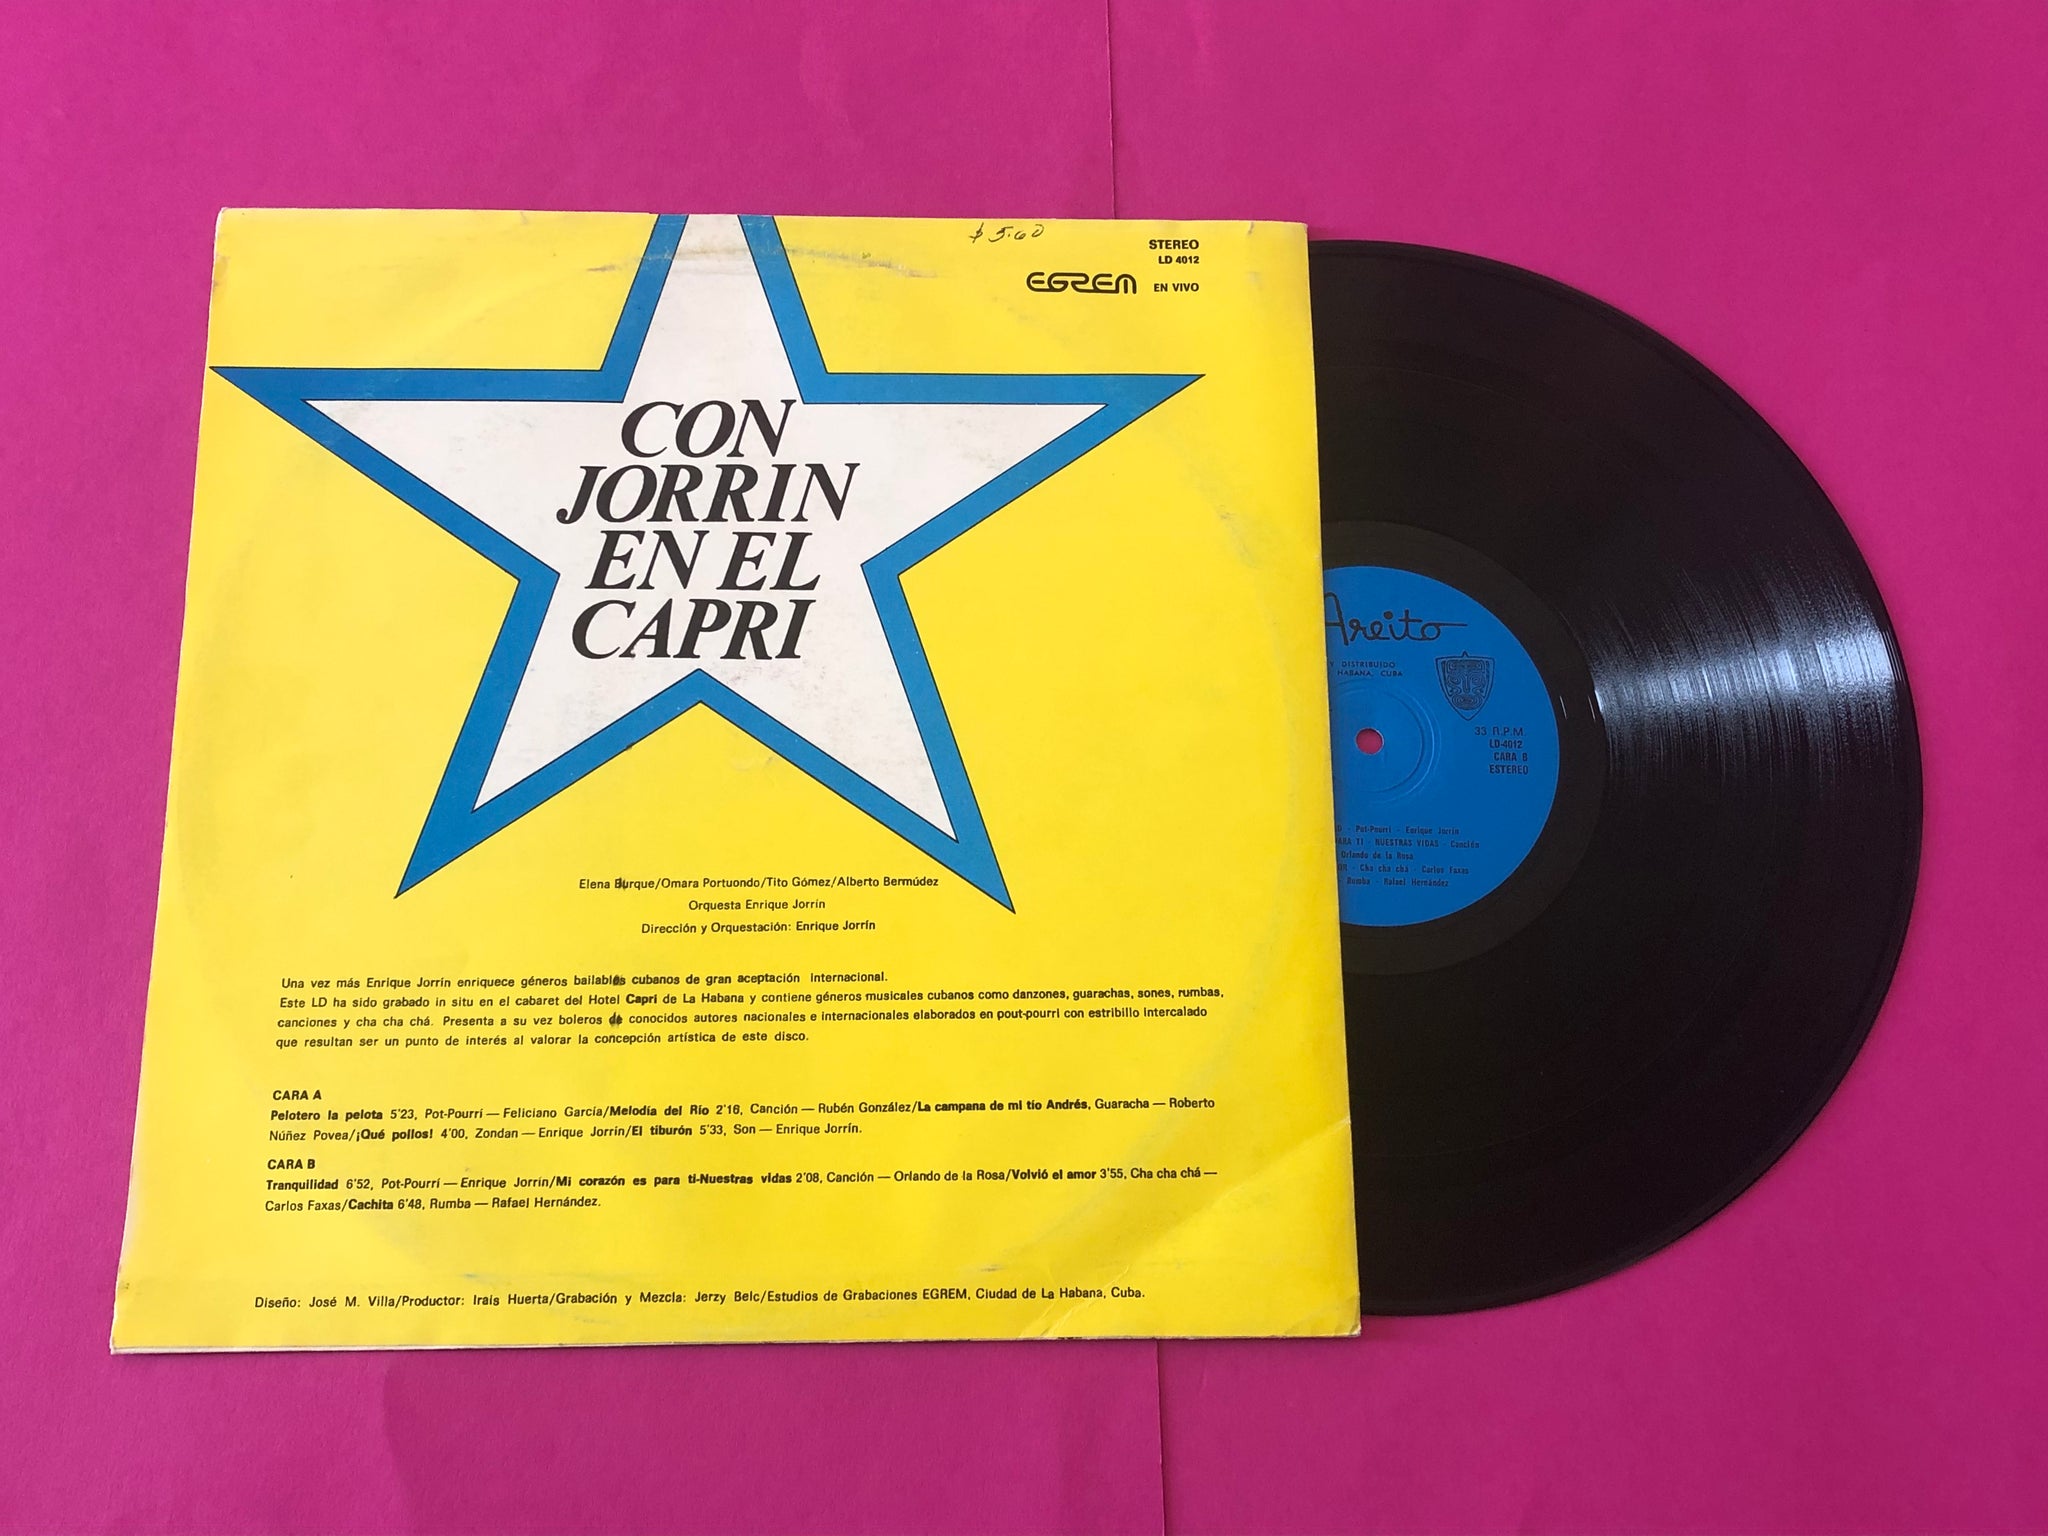 $ 5.60
STEREO
LD 4012
EGREM EN VIVO
CON
JORRIN
EN EL
CAPRI
Elena Burque/Omara Portuondo/Tito Gómez/Alberto Bermúdez
Orquesta Enrique Jorrín
Dirección y Orquestación: Enrique Jorrín
Una vez más Enrique Jorrín enriquece géneros bailables cubanos de gran aceptación internacional.
Este LD ha sido grabado in situ en el cabaret del Hotel Capri de La Habana y contiene géneros musicales cubanos como danzones, guarachas, sones, rumbas,
canciones y cha cha chá. Presenta a su vez boleros de conocidos autores nacionales e internacionales elaborados en pout-pourri con estribillo intercalado
que resultan ser un punto de interés al valorar la concepción artística de este disco.
CARA A
Pelotero la pelota 5'23, Pot-Pourrí — Feliciano García/Melodía del Río 2'16, Canción — Rubén González/La campana de mi tío Andrés, Guaracha — Roberto
Núñez Povea/¡Qué pollos! 4'00, Zondan — Enrique Jorrín/El tiburón 5'33, Son — Enrique Jorrín.
CARA B
Tranquilidad 6'52, Pot-Pourrí — Enrique Jorrín/Mi corazón es para ti-Nuestras vidas 2'08, Canción — Orlando de la Rosa/Volvió el amor 3'55, Cha cha chá —
Carlos Faxas/Cachita 6'48, Rumba — Rafael Hernández.
Diseño: José M. Villa/Productor: Irais Huerta/Grabación y Mezcla: Jerzy Belc/Estudios de Grabaciones EGREM, Ciudad de La Habana, Cuba.
Areito
Y DISTRIBUIDO
HABANA, CUBA
33 R.P.M.
LD-4012
CARA B
ESTEREO
- Pot-Pourrí - Enrique Jorrín
TI - NUESTRAS VIDAS - Canción
Orlando de la Rosa
- Cha cha chá - Carlos Faxas
Rumba - Rafael Hernández